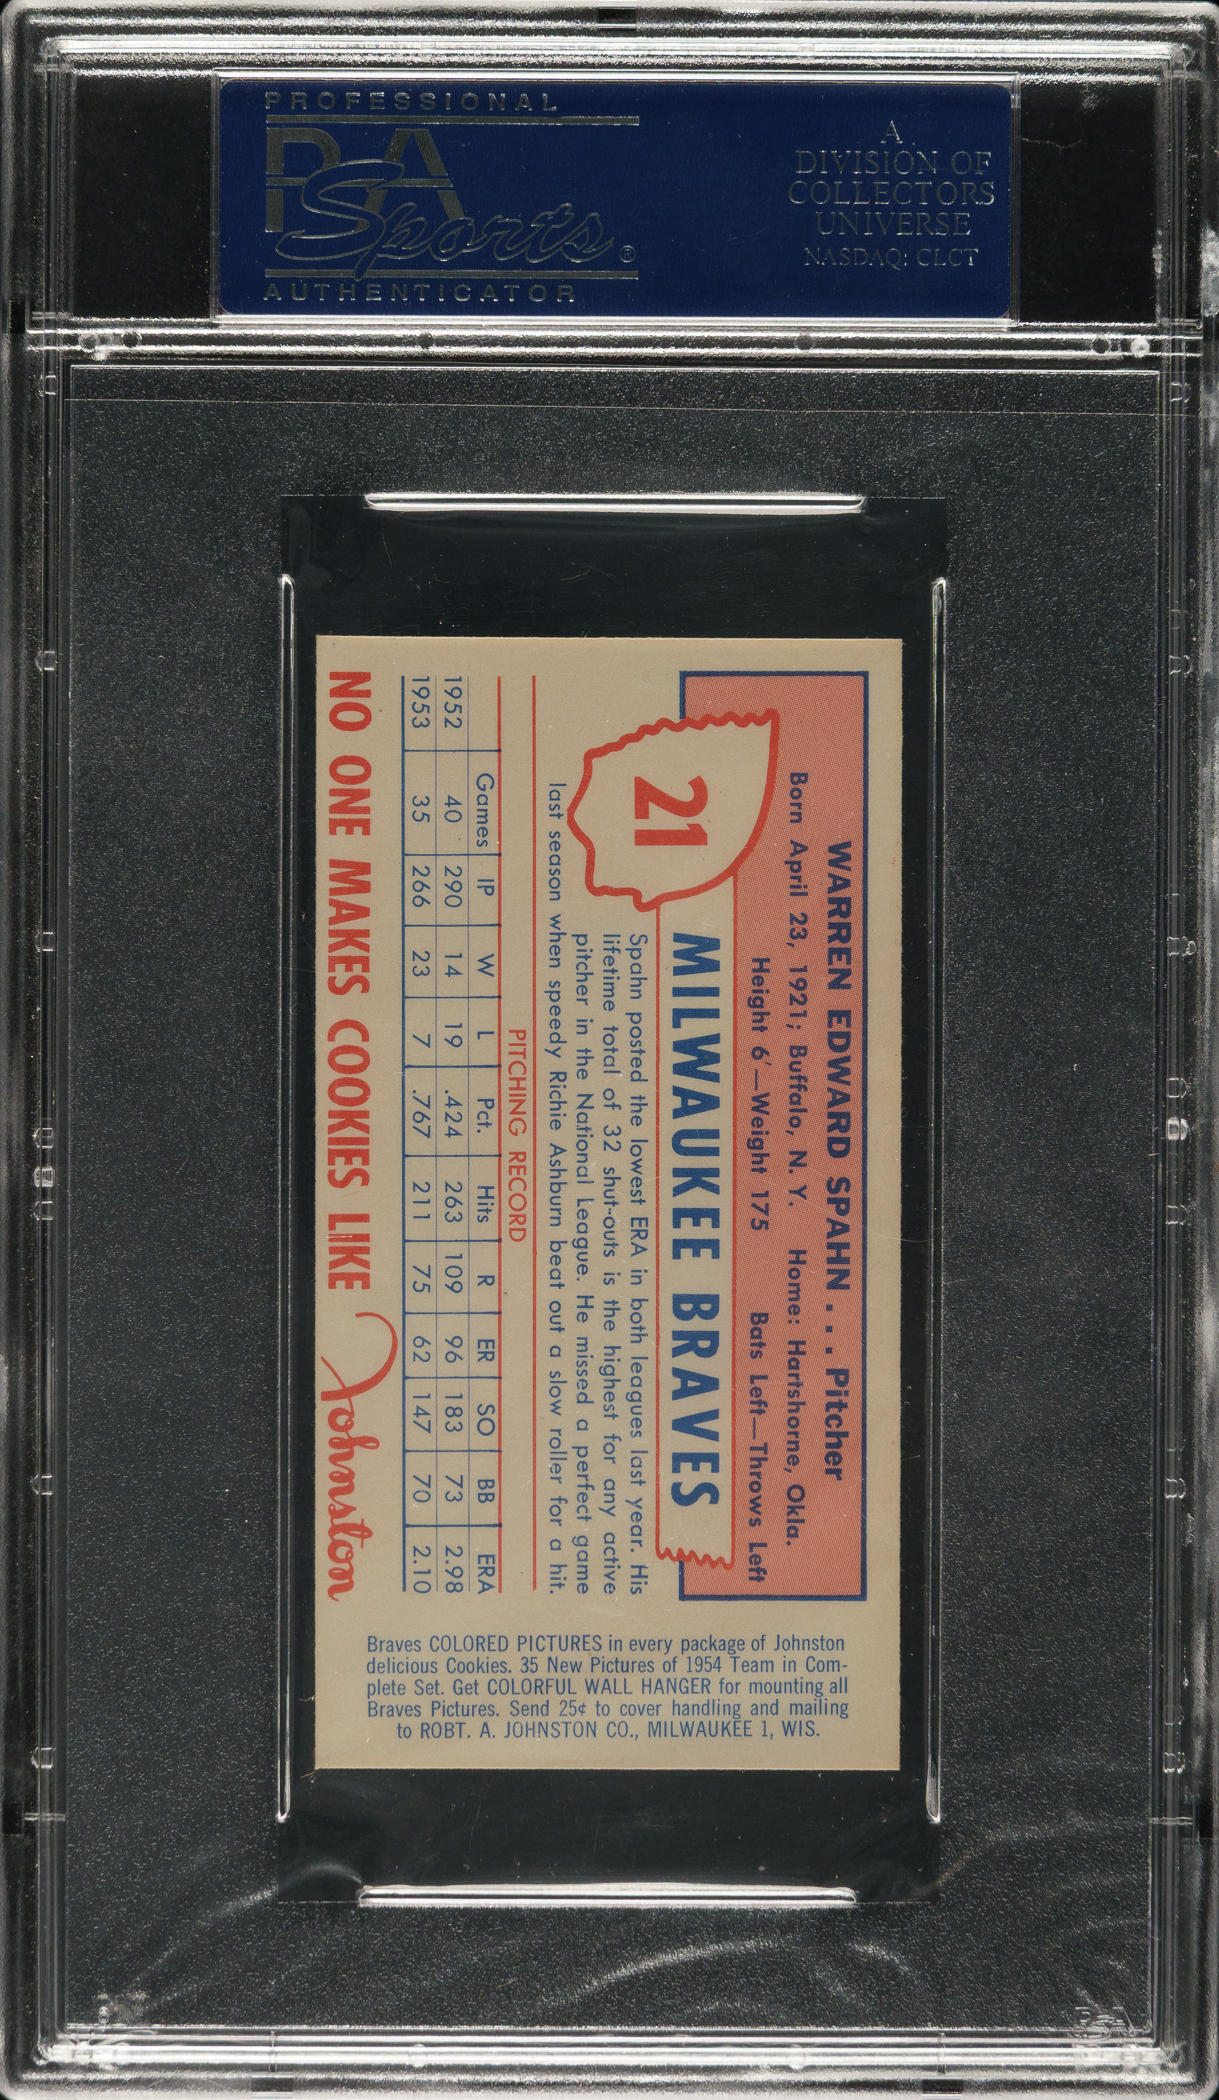 PROFESSIONAL
PSA
Sports®
AUTHENTICATOR
A
DIVISION OF
COLLECTORS
UNIVERSE
NASDAQ: CLCT
WARREN EDWARD SPAHN . . . Pitcher
Born April 23, 1921; Buffalo, N. Y. Home: Hartshorne, Okla.
Height 6'—Weight 175 Bats Left—Throws Left
21
MILWAUKEE BRAVES
Spahn posted the lowest ERA in both leagues last year. His
lifetime total of 32 shut-outs is the highest for any active
pitcher in the National League. He missed a perfect game
last season when speedy Richie Ashburn beat out a slow roller for a hit.
PITCHING RECORD
Games IP W L Pct. Hits R ER SO BB ERA
1952 40 290 14 19 .424 263 109 96 183 73 2.98
1953 35 266 23 7 .767 211 75 62 147 70 2.10
NO ONE MAKES COOKIES LIKE Johnston
Braves COLORED PICTURES in every package of Johnston
delicious Cookies. 35 New Pictures of 1954 Team in Com-
plete Set. Get COLORFUL WALL HANGER for mounting all
Braves Pictures. Send 25¢ to cover handling and mailing
to ROBT. A. JOHNSTON CO., MILWAUKEE 1, WIS.
PSA